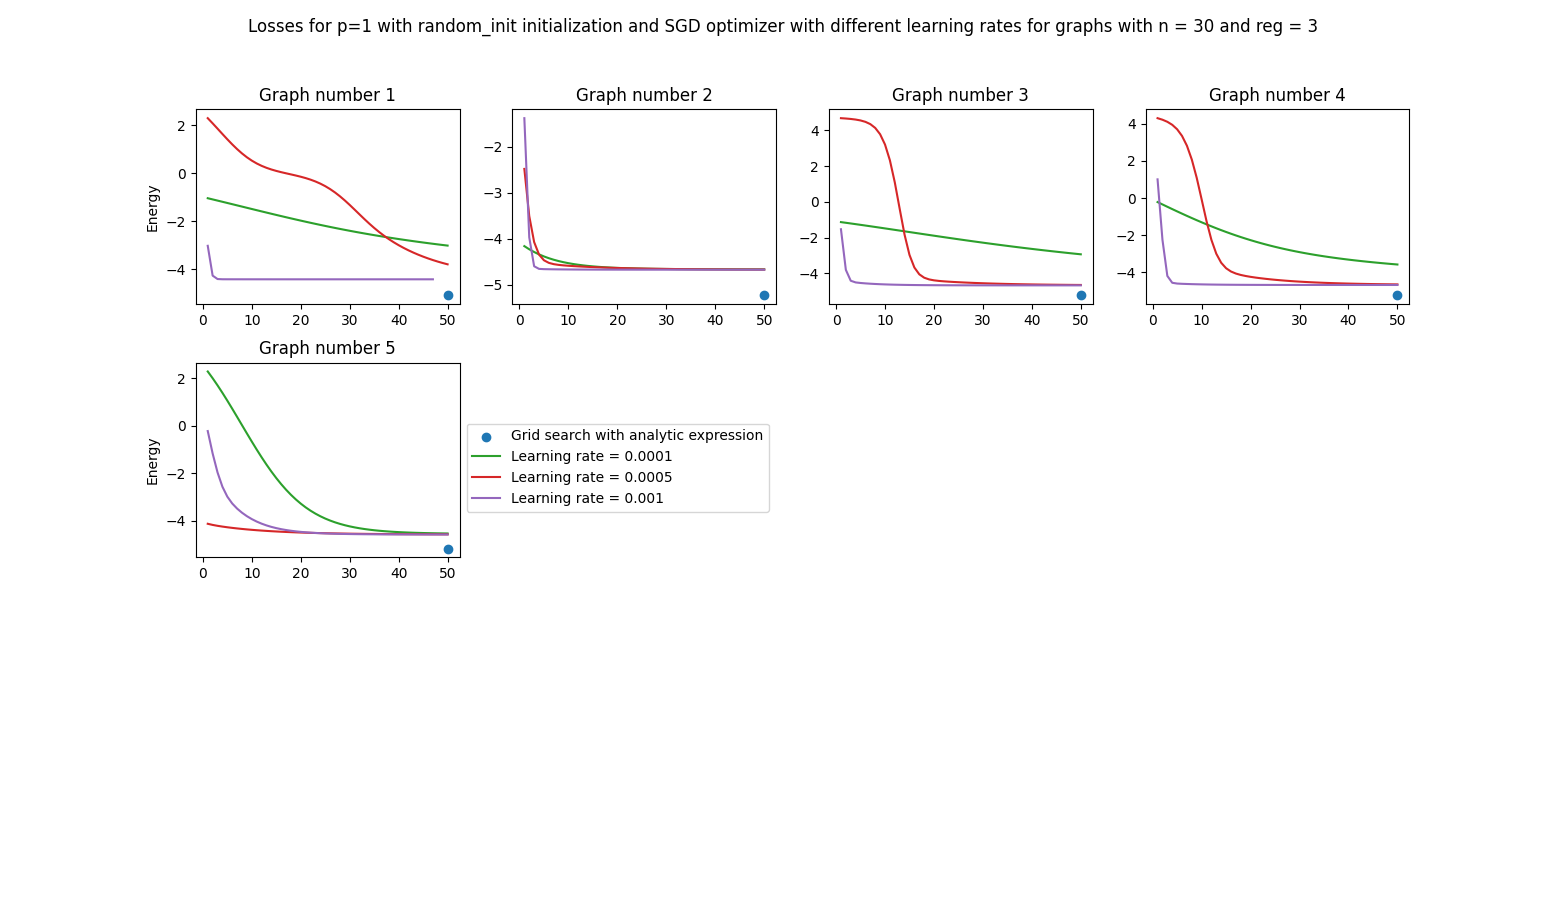 Losses for p=1 with random_init initialization and SGD optimizer with different learning rates for graphs with n = 30 and reg = 3
Graph number 1
Graph number 2
Graph number 3
Graph number 4
Energy
2
0
−2
−4
0 10 20 30 40 50
−2
−3
−4
−5
0 10 20 30 40 50
4
2
0
−2
−4
0 10 20 30 40 50
4
2
0
−2
−4
0 10 20 30 40 50
Graph number 5
Energy
2
0
−2
−4
0 10 20 30 40 50
Grid search with analytic expression
Learning rate = 0.0001
Learning rate = 0.0005
Learning rate = 0.001